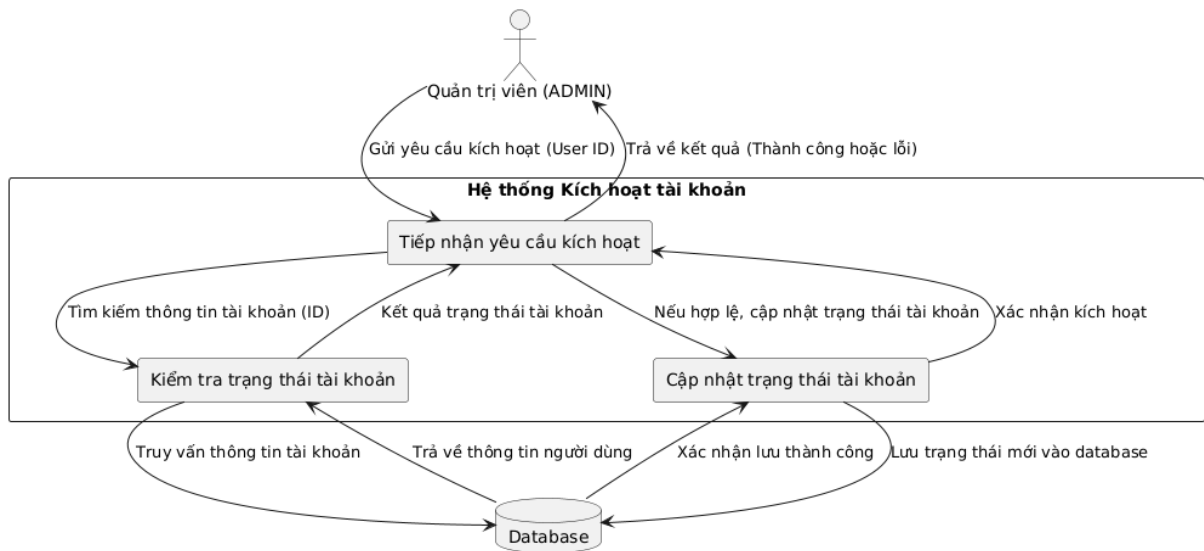 Quản trị viên (ADMIN)
Gửi yêu cầu kích hoạt (User ID)
Trả về kết quả (Thành công hoặc lỗi)
Hệ thống Kích hoạt tài khoản
Tiếp nhận yêu cầu kích hoạt
Tìm kiếm thông tin tài khoản (ID)
Kết quả trạng thái tài khoản
Nếu hợp lệ, cập nhật trạng thái tài khoản
Xác nhận kích hoạt
Kiểm tra trạng thái tài khoản
Cập nhật trạng thái tài khoản
Truy vấn thông tin tài khoản
Trả về thông tin người dùng
Xác nhận lưu thành công
Lưu trạng thái mới vào database
Database